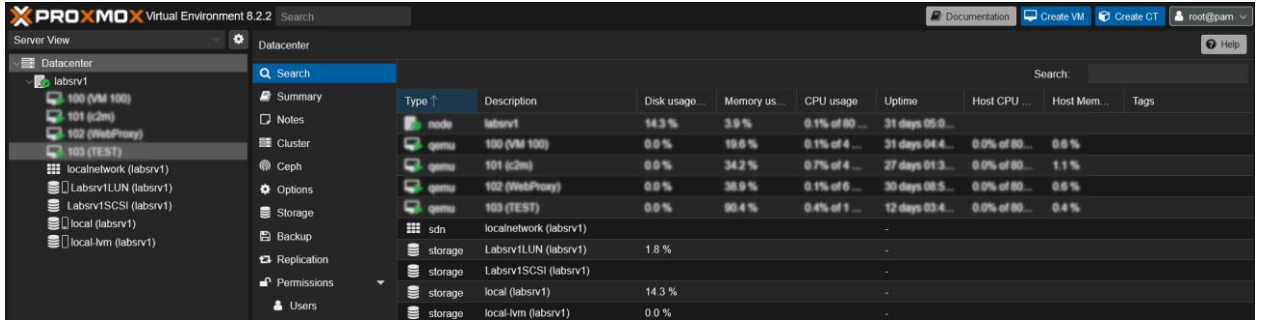 PROXMOX Virtual Environment 8.2.2 Search Documentation Create VM Create CT root@pam
Server View Datacenter Help
Datacenter
labsrv1
100 (VM 100)
101 (c2m)
102 (WebProxy)
103 (TEST)
localnetwork (labsrv1)
Labsrv1LUN (labsrv1)
Labsrv1SCSI (labsrv1)
local (labsrv1)
local-lvm (labsrv1)
Search
Summary
Notes
Cluster
Ceph
Options
Storage
Backup
Replication
Permissions
Users
Search:
Type ↑ Description Disk usage... Memory us... CPU usage Uptime Host CPU ... Host Mem... Tags
node labsrv1 14.3 % 3.9 % 0.1% of 80 ... 31 days 05:0...
qemu 100 (VM 100) 0.0 % 19.6 % 0.1% of 4 ... 31 days 04:4... 0.0% of 80... 0.6 %
qemu 101 (c2m) 0.0 % 34.2 % 0.7% of 4 ... 27 days 01:3... 0.0% of 80... 1.1 %
qemu 102 (WebProxy) 0.0 % 38.9 % 0.1% of 6 ... 30 days 08:5... 0.0% of 80... 0.6 %
qemu 103 (TEST) 0.0 % 90.4 % 0.4% of 1 ... 12 days 03:4... 0.0% of 80... 0.4 %
sdn localnetwork (labsrv1) -
storage Labsrv1LUN (labsrv1) 1.8 % -
storage Labsrv1SCSI (labsrv1) -
storage local (labsrv1) 14.3 % -
storage local-lvm (labsrv1) 0.0 % -